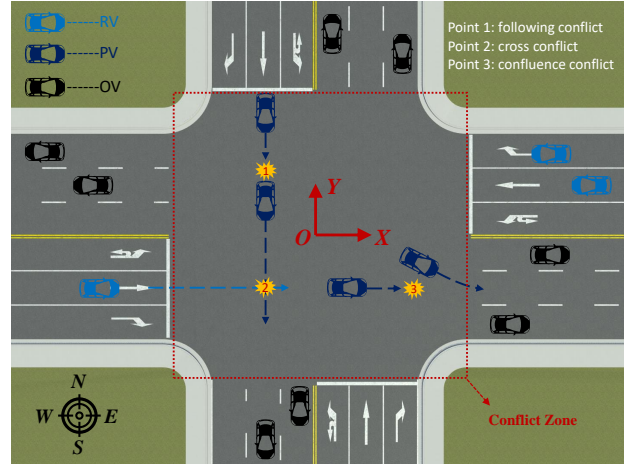 RV
PV
OV
Point 1: following conflict
Point 2: cross conflict
Point 3: confluence conflict
1
Y
O
X
2
3
N
W
E
S
Conflict Zone